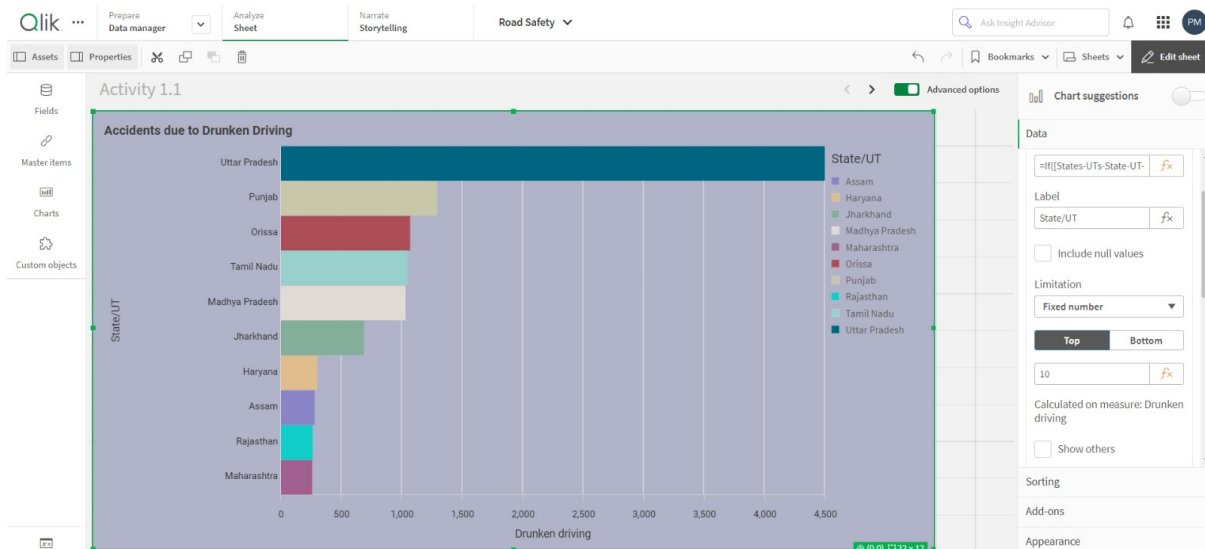 Qlik
Prepare
Data manager
Analyze
Sheet
Narrate
Storytelling
Road Safety
Ask Insight Advisor
PM
Assets
Properties
Bookmarks
Sheets
Edit sheet
Fields
Master items
Charts
Custom objects
Activity 1.1
Advanced options
Accidents due to Drunken Driving
State/UT
Uttar Pradesh
Punjab
Orissa
Tamil Nadu
Madhya Pradesh
Jharkhand
Haryana
Assam
Rajasthan
Maharashtra
0 500 1,000 1,500 2,000 2,500 3,000 3,500 4,000 4,500
Drunken driving
State/UT
Assam
Haryana
Jharkhand
Madhya Pradesh
Maharashtra
Orissa
Punjab
Rajasthan
Tamil Nadu
Uttar Pradesh
Chart suggestions
Data
=If([States-UTs-State-UT-
fx
Label
State/UT
fx
Include null values
Limitation
Fixed number
Top
Bottom
10
fx
Calculated on measure: Drunken
driving
Show others
Sorting
Add-ons
Appearance